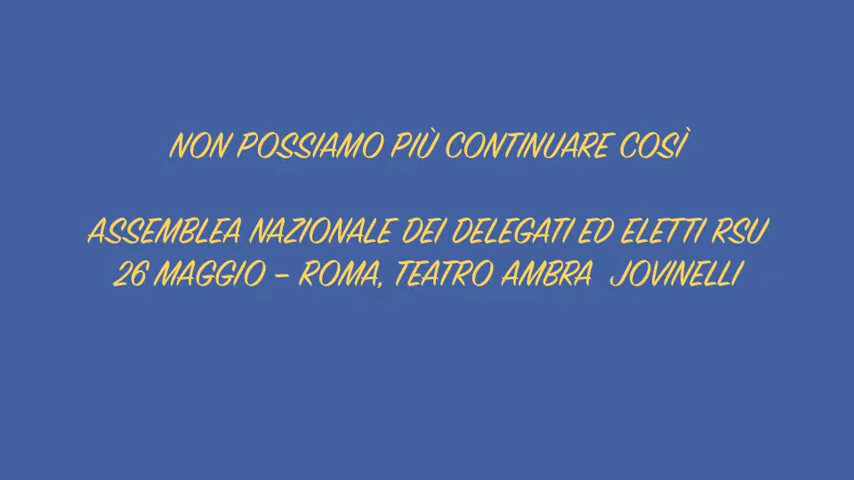 NON POSSIAMO PIÙ CONTINUARE COSÌ
ASSEMBLEA NAZIONALE DEI DELEGATI ED ELETTI RSU
26 MAGGIO – ROMA, TEATRO AMBRA JOVINELLI